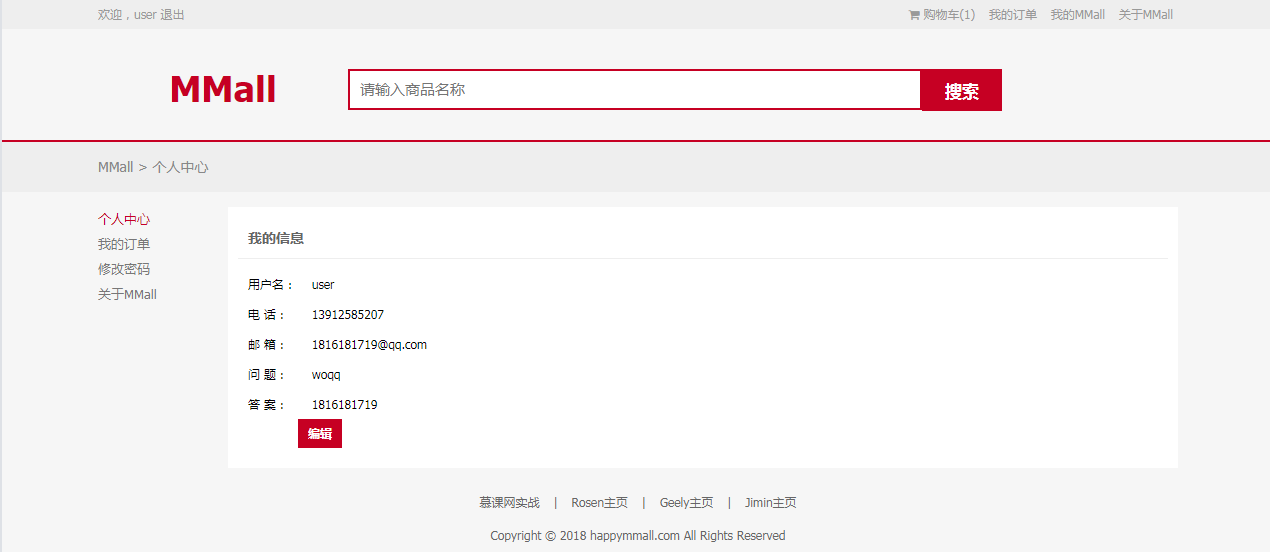 欢迎，user 退出
购物车(1) 我的订单 我的MMall 关于MMall
MMall
请输入商品名称
搜索
MMall > 个人中心
个人中心
我的订单
修改密码
关于MMall
我的信息
用户名： user
电 话： 13912585207
邮 箱： 1816181719@qq.com
问 题： woqq
答 案： 1816181719
编辑
慕课网实战 | Rosen主页 | Geely主页 | Jimin主页
Copyright © 2018 happymmall.com All Rights Reserved